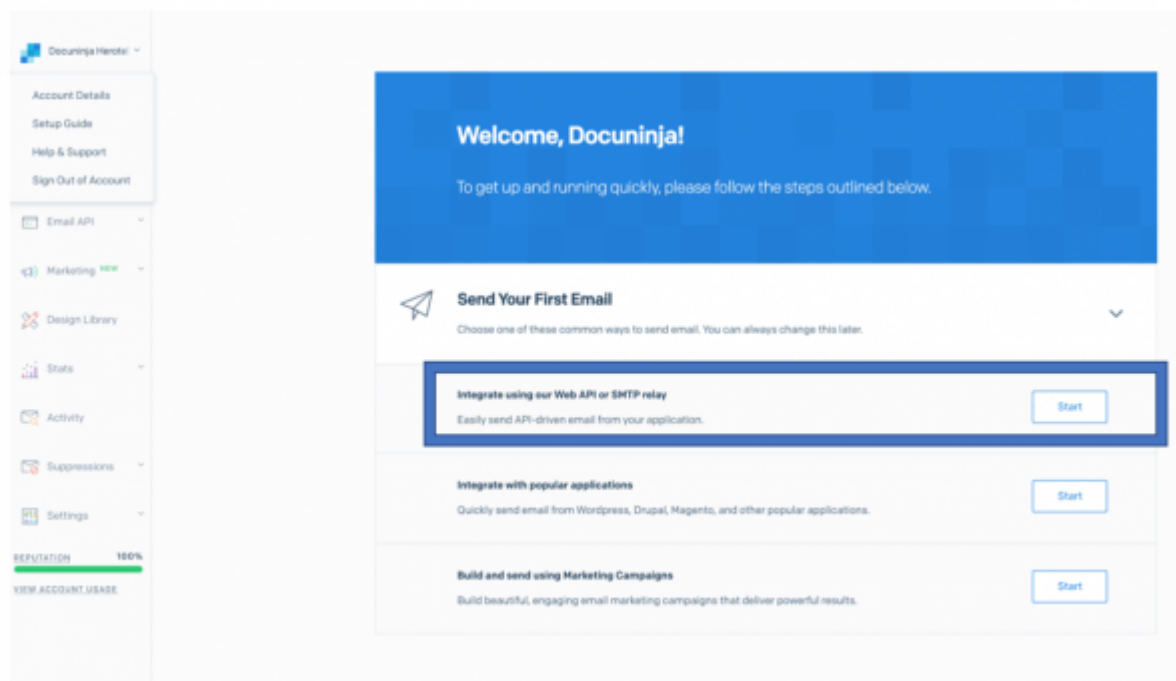 Docuninja Herotel
Account Details
Setup Guide
Help & Support
Sign Out of Account
Email API
Marketing NEW
Design Library
Stats
Activity
Suppressions
Settings
REPUTATION 100%
VIEW ACCOUNT USAGE
Welcome, Docuninja!
To get up and running quickly, please follow the steps outlined below.
Send Your First Email
Choose one of these common ways to send email. You can always change this later.
Integrate using our Web API or SMTP relay
Easily send API-driven email from your application.
Start
Integrate with popular applications
Quickly send email from Wordpress, Drupal, Magento, and other popular applications.
Start
Build and send using Marketing Campaigns
Build beautiful, engaging email marketing campaigns that deliver powerful results.
Start